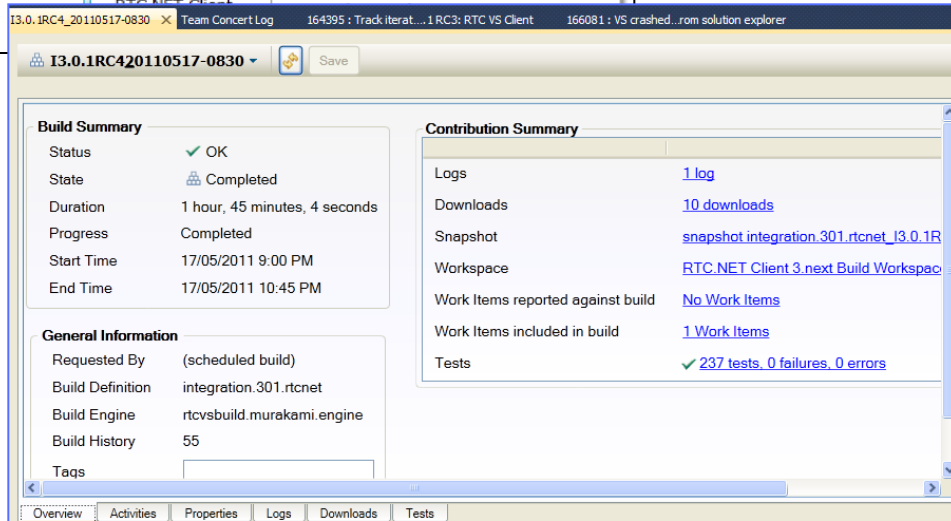 RTC.NET Client
I3.0.1RC4_20110517-0830 Team Concert Log 164395 : Track iterat....1 RC3: RTC VS Client 166081 : VS crashed...rom solution explorer
I3.0.1RC420110517-0830 Save
Build Summary
Status OK
State Completed
Duration 1 hour, 45 minutes, 4 seconds
Progress Completed
Start Time 17/05/2011 9:00 PM
End Time 17/05/2011 10:45 PM
General Information
Requested By (scheduled build)
Build Definition integration.301.rtcnet
Build Engine rtcvsbuild.murakami.engine
Build History 55
Tags
Contribution Summary
Logs 1 log
Downloads 10 downloads
Snapshot snapshot integration.301.rtcnet_I3.0.1R
Workspace RTC.NET Client 3.next Build Workspac
Work Items reported against build No Work Items
Work Items included in build 1 Work Items
Tests 237 tests, 0 failures, 0 errors
Overview Activities Properties Logs Downloads Tests